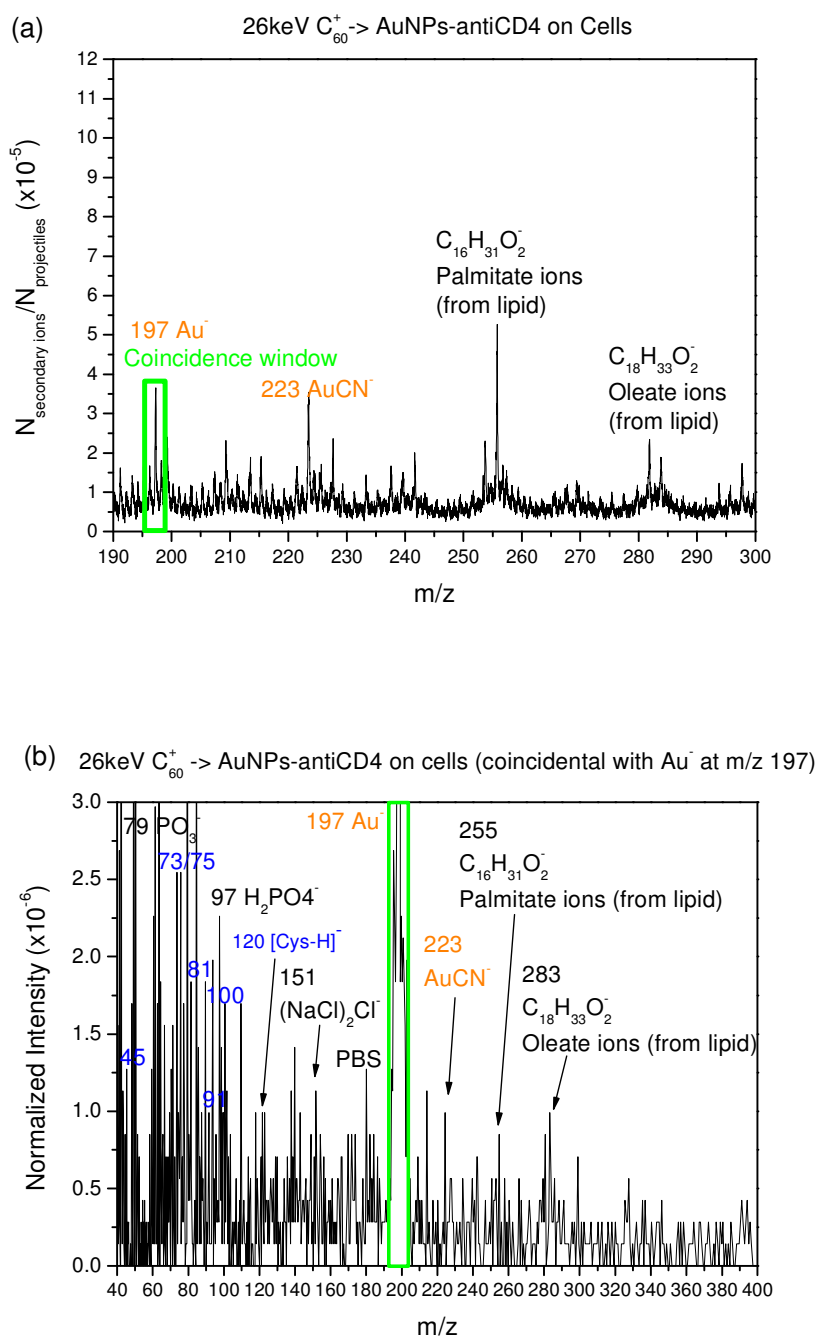 (a)
26keV C₆₀⁺-> AuNPs-antiCD4 on Cells
N secondary ions/N projectiles (x10⁻⁵)
12
11
10
9
8
7
6
5
4
3
2
1
0
C₁₆H₃₁O₂⁻
Palmitate ions
(from lipid)
197 Au⁻
Coincidence window
223 AuCN⁻
C₁₈H₃₃O₂⁻
Oleate ions
(from lipid)
190 200 210 220 230 240 250 260 270 280 290 300
m/z
(b)
26keV C₆₀⁺ -> AuNPs-antiCD4 on cells (coincidental with Au⁻ at m/z 197)
Normalized Intensity (x10⁻⁶)
3.0
2.5
2.0
1.5
1.0
0.5
0.0
79 PO₃⁻
73/75
97 H₂PO4⁻
120 [Cys-H]⁻
81
100
151
(NaCl)₂Cl⁻
45
91
PBS
197 Au⁻
223
AuCN⁻
255
C₁₆H₃₁O₂⁻
Palmitate ions (from lipid)
283
C₁₈H₃₃O₂⁻
Oleate ions (from lipid)
40 60 80 100 120 140 160 180 200 220 240 260 280 300 320 340 360 380 400
m/z